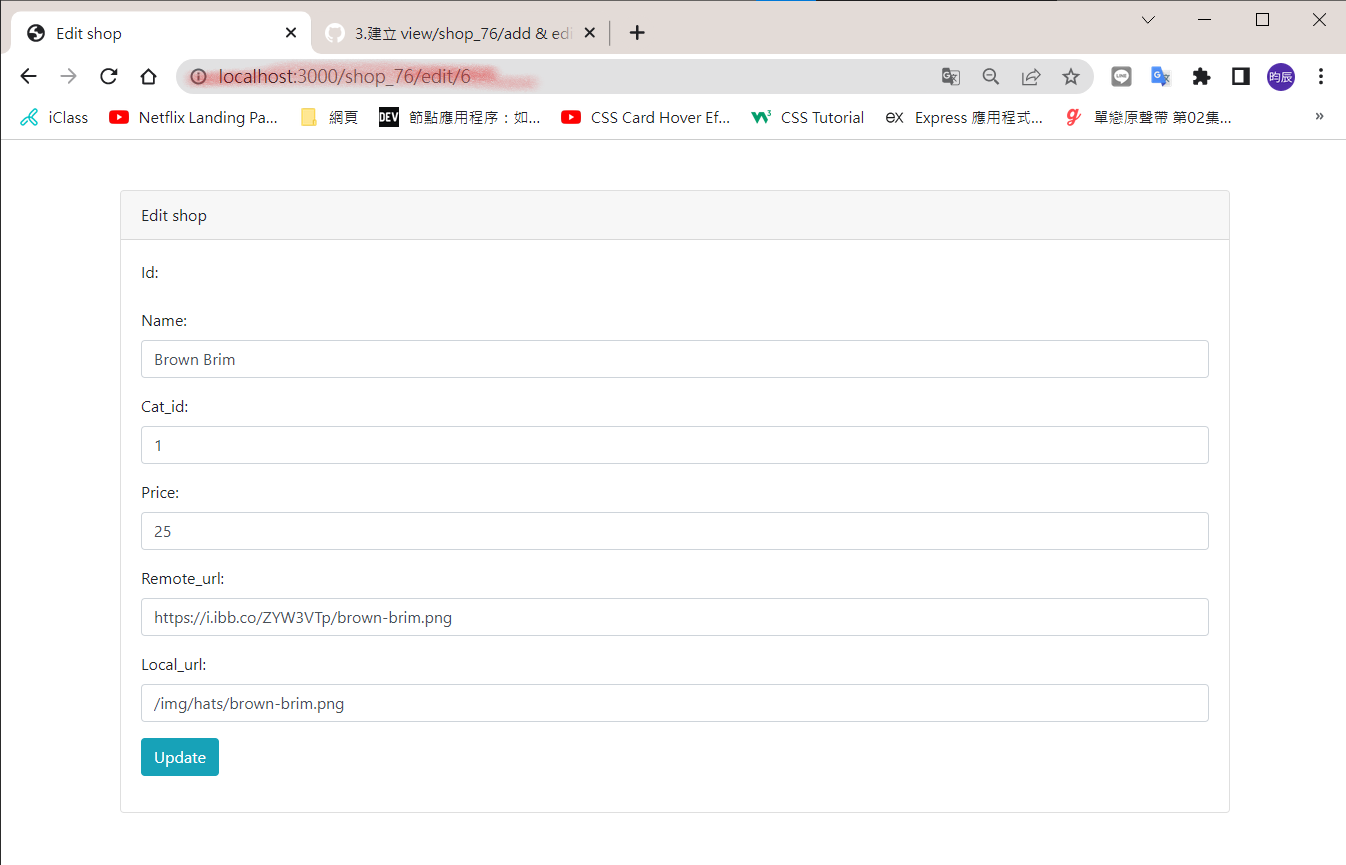 Edit shop
3.建立 view/shop_76/add & edi
localhost:3000/shop_76/edit/6
昀辰
iClass
Netflix Landing Pa...
網頁
DEV 節點應用程序：如...
CSS Card Hover Ef...
CSS Tutorial
ex Express 應用程式...
單戀原聲帶 第02集...
»
Edit shop
Id:
Name:
Brown Brim
Cat_id:
1
Price:
25
Remote_url:
https://i.ibb.co/ZYW3VTp/brown-brim.png
Local_url:
/img/hats/brown-brim.png
Update